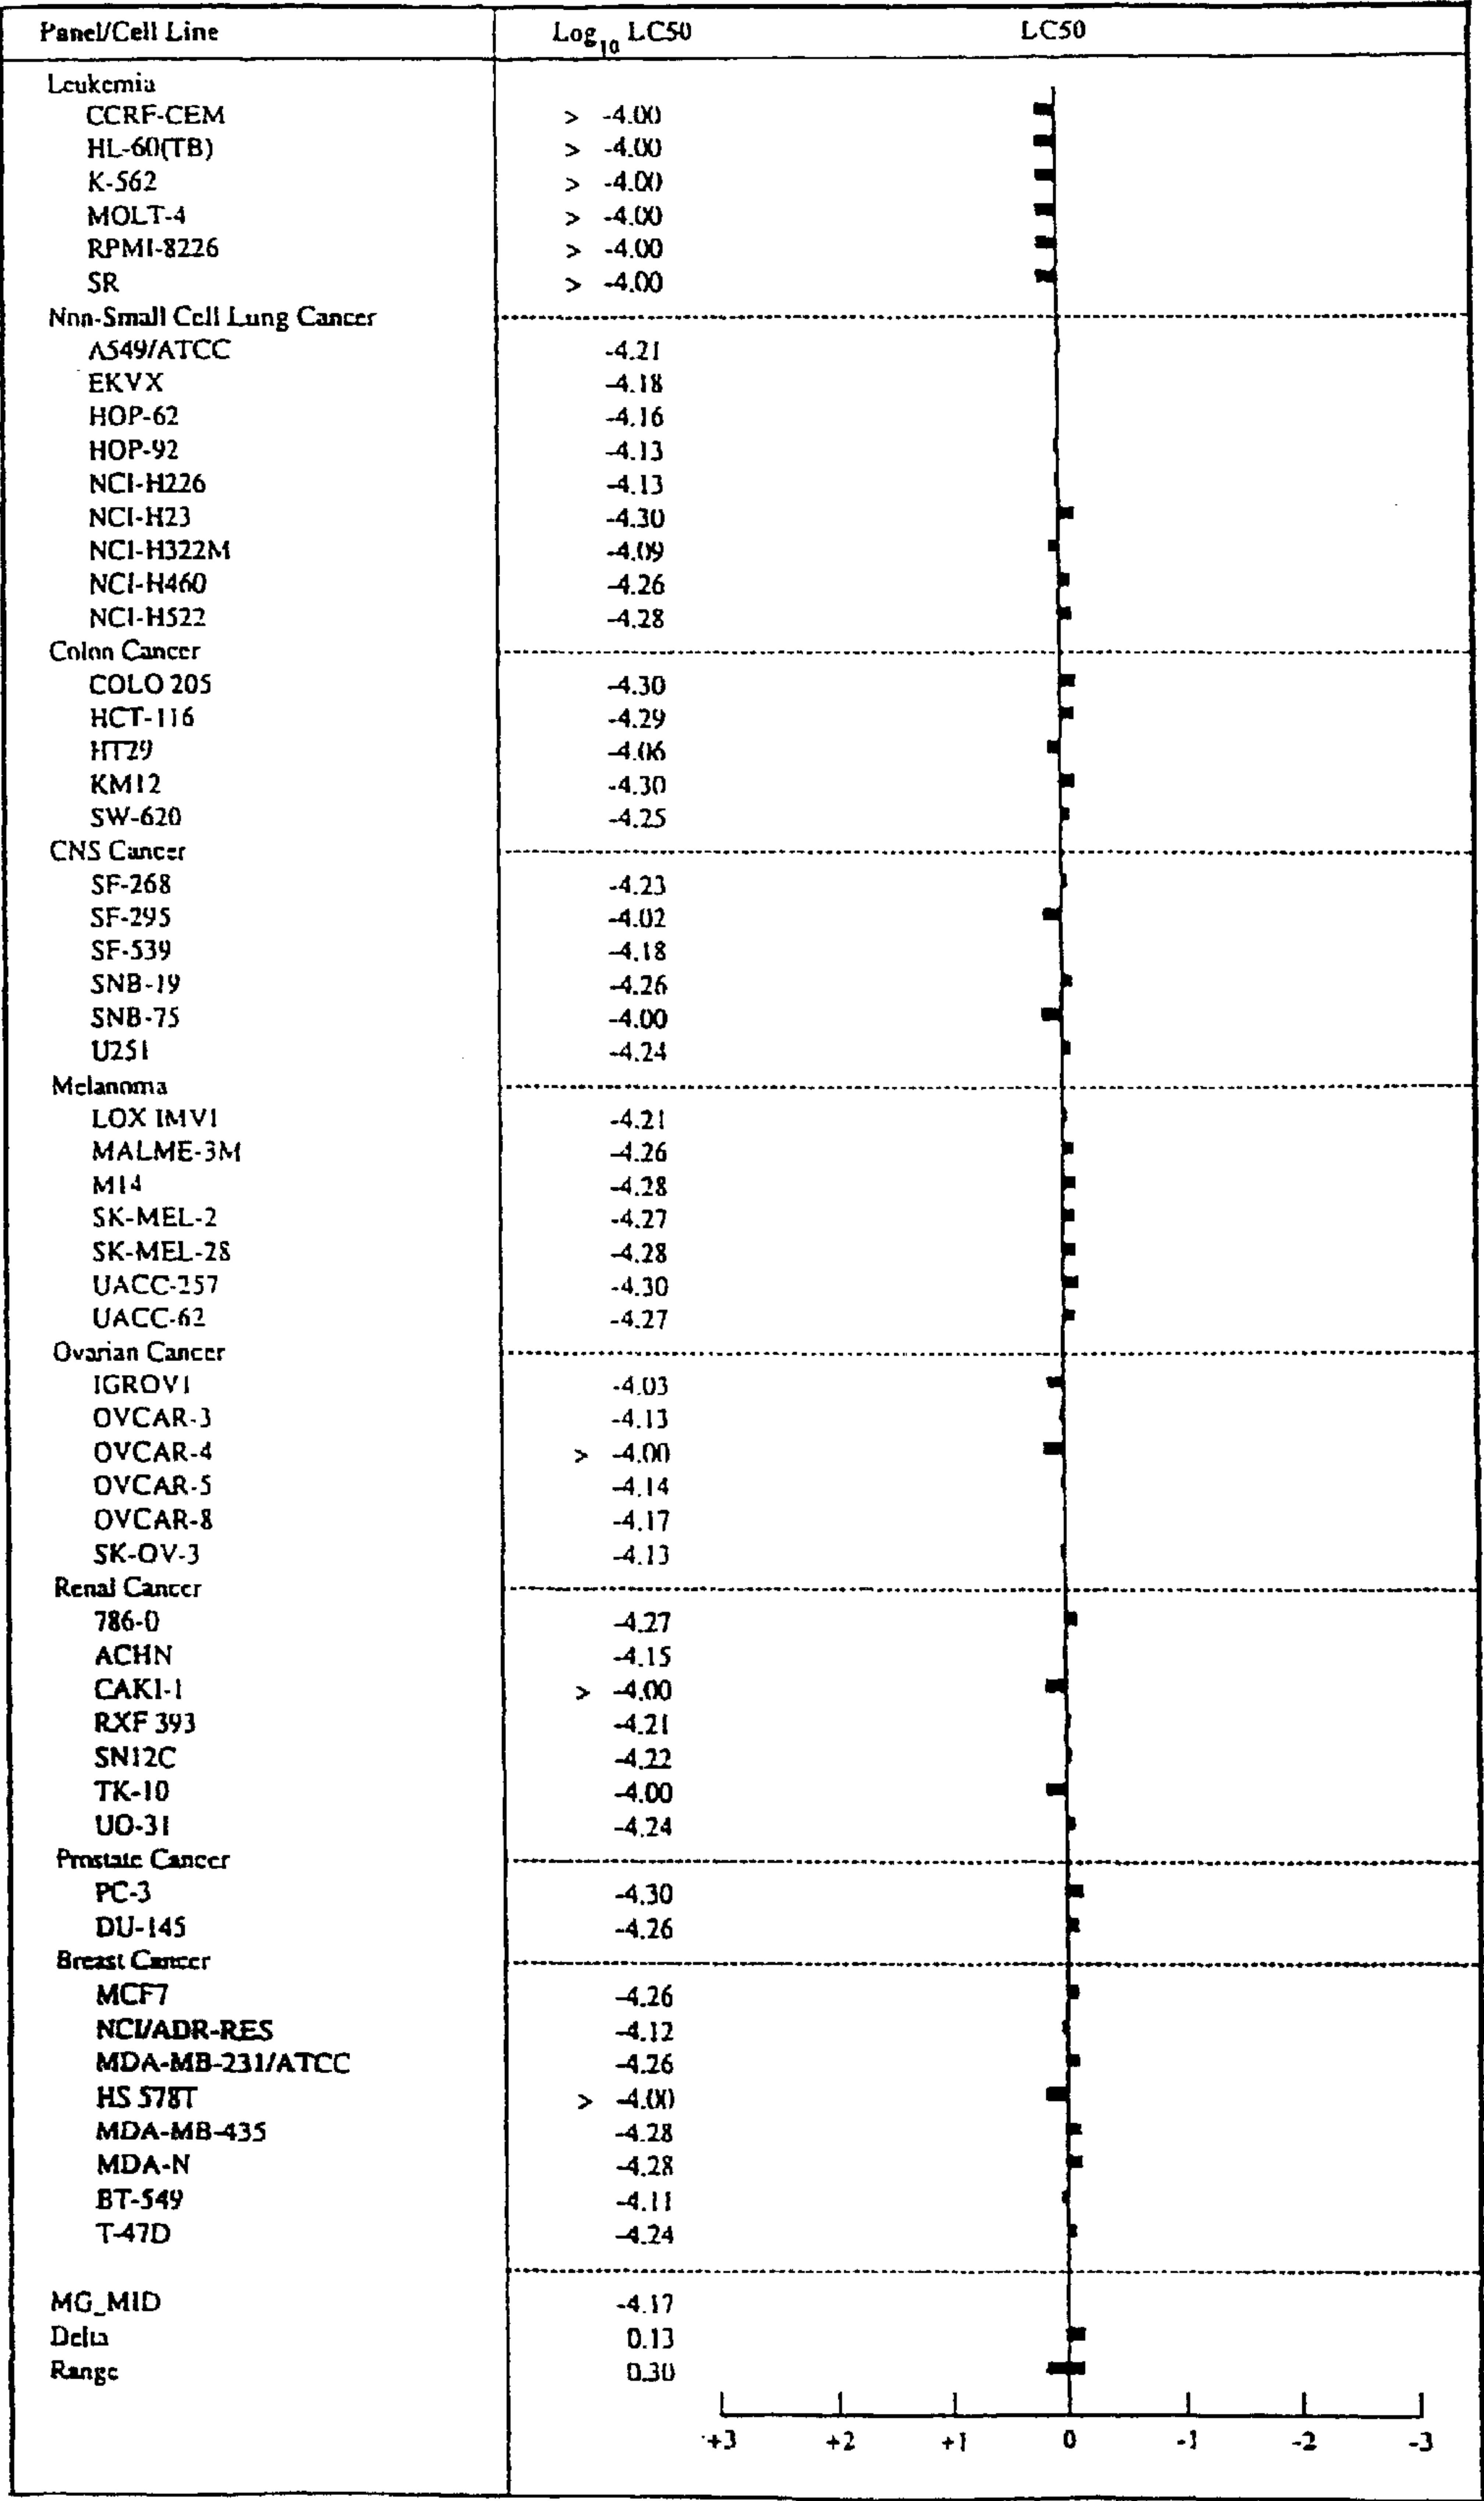 Panel/Cell Line Log10 LC50 LC50
Leukemia
CCRF-CEM > -4.00
HL-60(TB) > -4.00
K-562 > -4.00
MOLT-4 > -4.00
RPMI-8226 > -4.00
SR > -4.00
Non-Small Cell Lung Cancer
A549/ATCC -4.21
EKVX -4.18
HOP-62 -4.16
HOP-92 -4.13
NCI-H226 -4.13
NCI-H23 -4.30
NCI-H322M -4.09
NCI-H460 -4.26
NCI-H522 -4.28
Colon Cancer
COLO 205 -4.30
HCT-116 -4.29
HT29 -4.06
KM12 -4.30
SW-620 -4.25
CNS Cancer
SF-268 -4.23
SF-295 -4.02
SF-539 -4.18
SNB-19 -4.26
SNB-75 -4.00
U251 -4.24
Melanoma
LOX IMVI -4.21
MALME-3M -4.26
M14 -4.28
SK-MEL-2 -4.27
SK-MEL-28 -4.28
UACC-257 -4.30
UACC-62 -4.27
Ovarian Cancer
IGROV1 -4.03
OVCAR-3 -4.13
OVCAR-4 > -4.00
OVCAR-5 -4.14
OVCAR-8 -4.17
SK-OV-3 -4.13
Renal Cancer
786-0 -4.27
ACHN -4.15
CAKI-1 > -4.00
RXF 393 -4.21
SN12C -4.22
TK-10 -4.00
UO-31 -4.24
Prostate Cancer
PC-3 -4.30
DU-145 -4.26
Breast Cancer
MCF7 -4.26
NCI/ADR-RES -4.12
MDA-MB-231/ATCC -4.26
HS 578T > -4.00
MDA-MB-435 -4.28
MDA-N -4.28
BT-549 -4.11
T-47D -4.24
MG_MID -4.17
Delta 0.13
Range 0.30
+3 +2 +1 0 -1 -2 -3